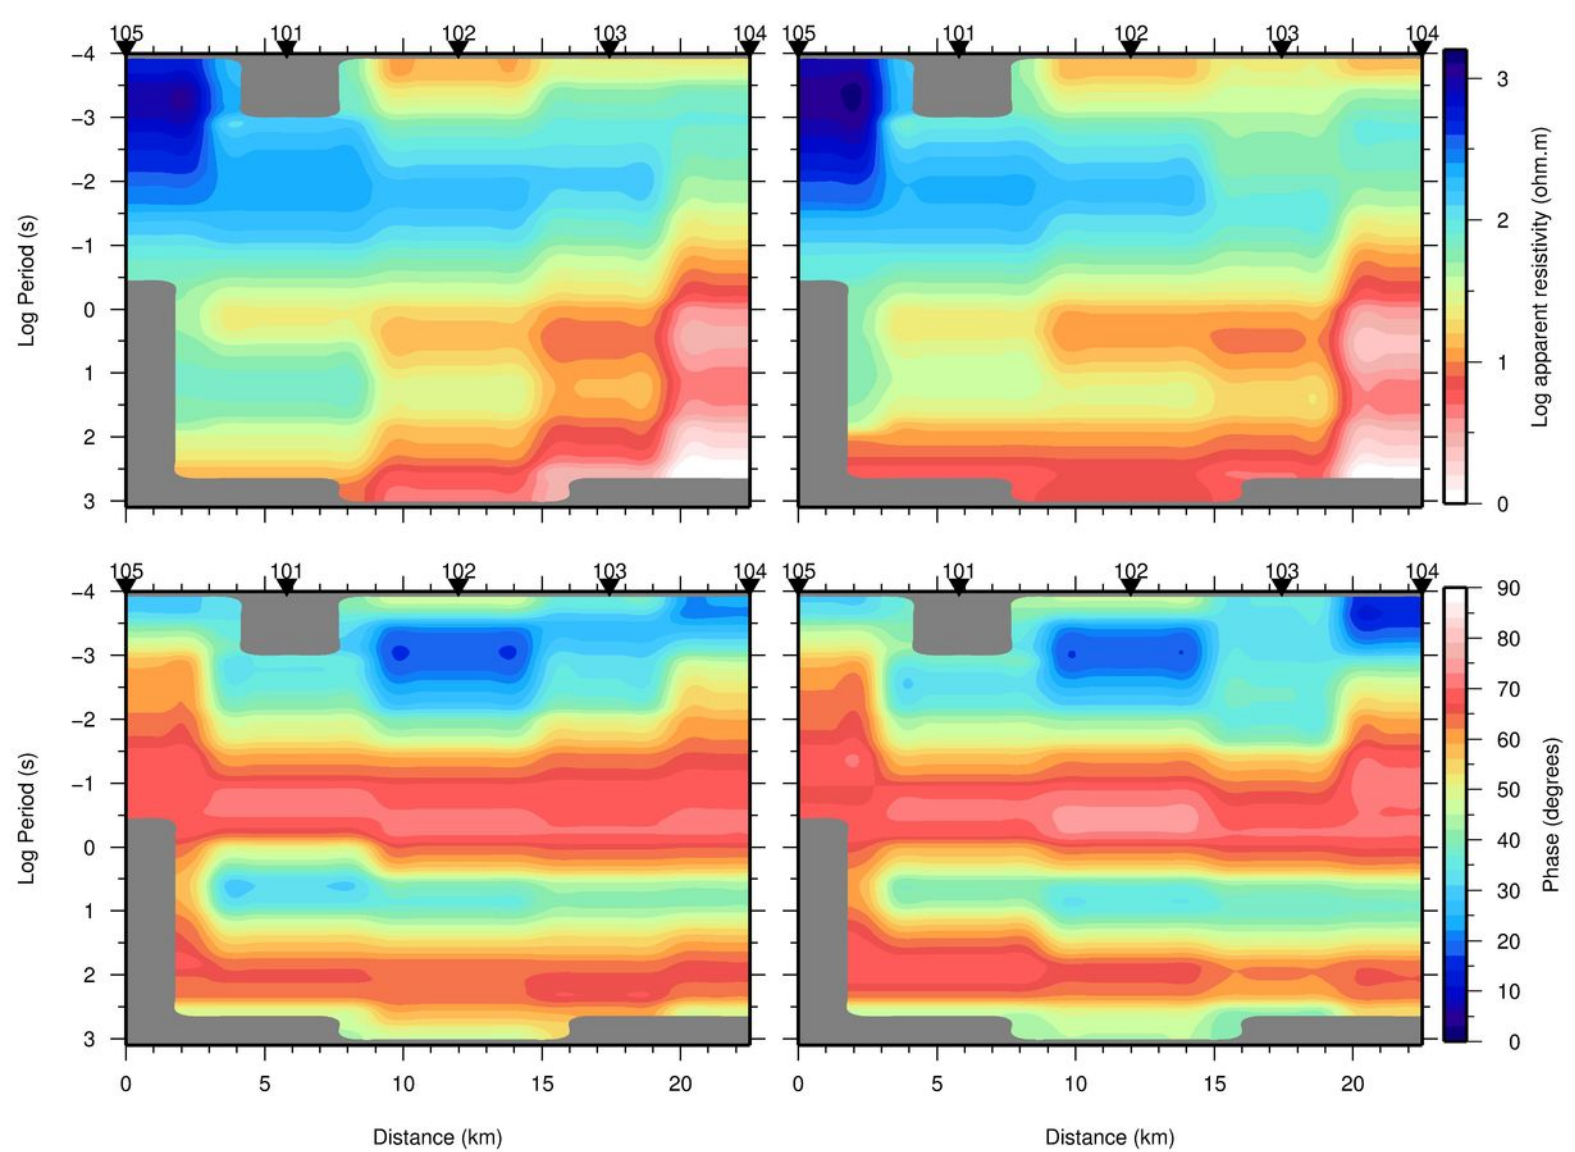 105 101 102 103 104
105 101 102 103 104
−4
−3
−2
−1
0
1
2
3
Log Period (s)
3
2
1
0
Log apparent resistivity (ohm.m)
105 101 102 103 104
105 101 102 103 104
−4
−3
−2
−1
0
1
2
3
Log Period (s)
90
80
70
60
50
40
30
20
10
0
Phase (degrees)
0 5 10 15 20
0 5 10 15 20
Distance (km)
Distance (km)